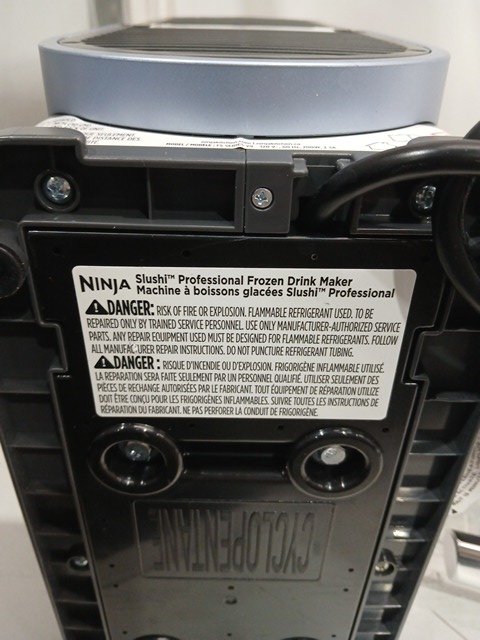 NINJA Slushi™ Professional Frozen Drink Maker
Machine à boissons glacées Slushi™ Professional
DANGER: RISK OF FIRE OR EXPLOSION. FLAMMABLE REFRIGERANT USED. TO BE
REPAIRED ONLY BY TRAINED SERVICE PERSONNEL. USE ONLY MANUFACTURER-AUTHORIZED SERVICE
PARTS. ANY REPAIR EQUIPMENT USED MUST BE DESIGNED FOR FLAMMABLE REFRIGERANTS. FOLLOW
ALL MANUFACTURER REPAIR INSTRUCTIONS. DO NOT PUNCTURE REFRIGERANT TUBING.
DANGER : RISQUE D'INCENDIE OU D'EXPLOSION. FRIGORIGÈNE INFLAMMABLE UTILISÉ.
LA RÉPARATION SERA FAITE SEULEMENT PAR UN PERSONNEL QUALIFIÉ. UTILISER SEULEMENT DES
PIÈCES DE RECHANGE AUTORISÉES PAR LE FABRICANT. TOUT ÉQUIPEMENT DE RÉPARATION UTILIZE
DOIT ÊTRE CONÇU POUR LES FRIGORIGÈNES INFLAMMABLES. SUIVRE TOUTES LES INSTRUCTIONS DE
RÉPARATION DU FABRICANT. NE PAS PERFORER LA CONDUIT DE FRIGORIGÈNE.
CYCLOPENTANE